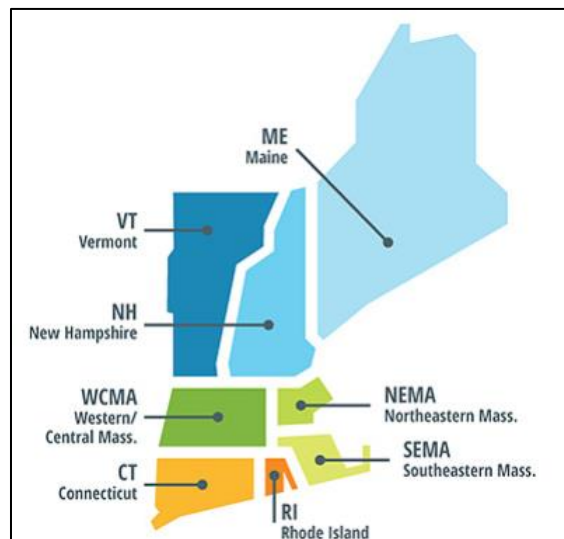 ME
Maine
VT
Vermont
NH
New Hampshire
WCMA
Western/
Central Mass.
NEMA
Northeastern Mass.
SEMA
Southeastern Mass.
CT
Connecticut
RI
Rhode Island